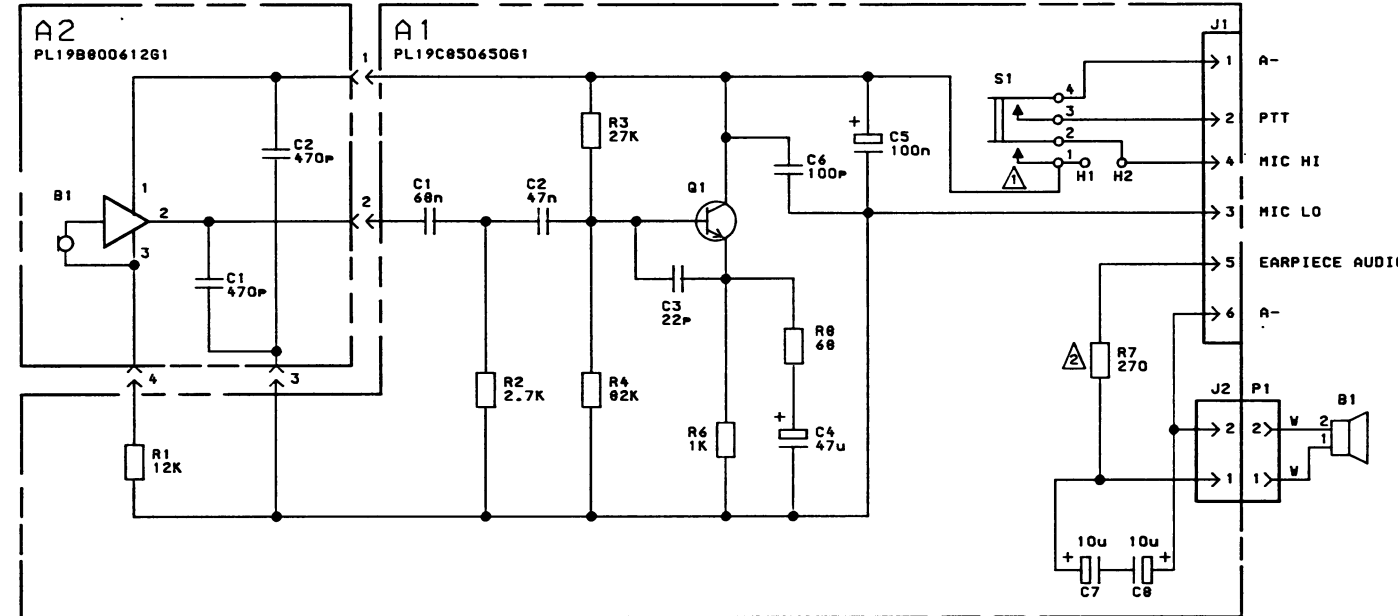 A2
PL19B800612G1
A1
PL19C850650G1
J1
1
1 A-
S1
4
3
2 PTT
2
1
4 MIC HI
1
H1 H2
3 MIC LO
5 EARPIECE AUDIO
6 A-
R3
27K
C5
100n
+
C6
100p
C2
470p
B1
1
2
3
2
C1
68n
C2
47n
Q1
C1
470p
C3
22p
R8
68
2
R7
270
4
3
R2
2.7K
R4
82K
R6
1K
+
C4
47u
J2 P1
B1
2 2 W 2
1
1 1 W
R1
12K
10u 10u
+ +
C7 C8